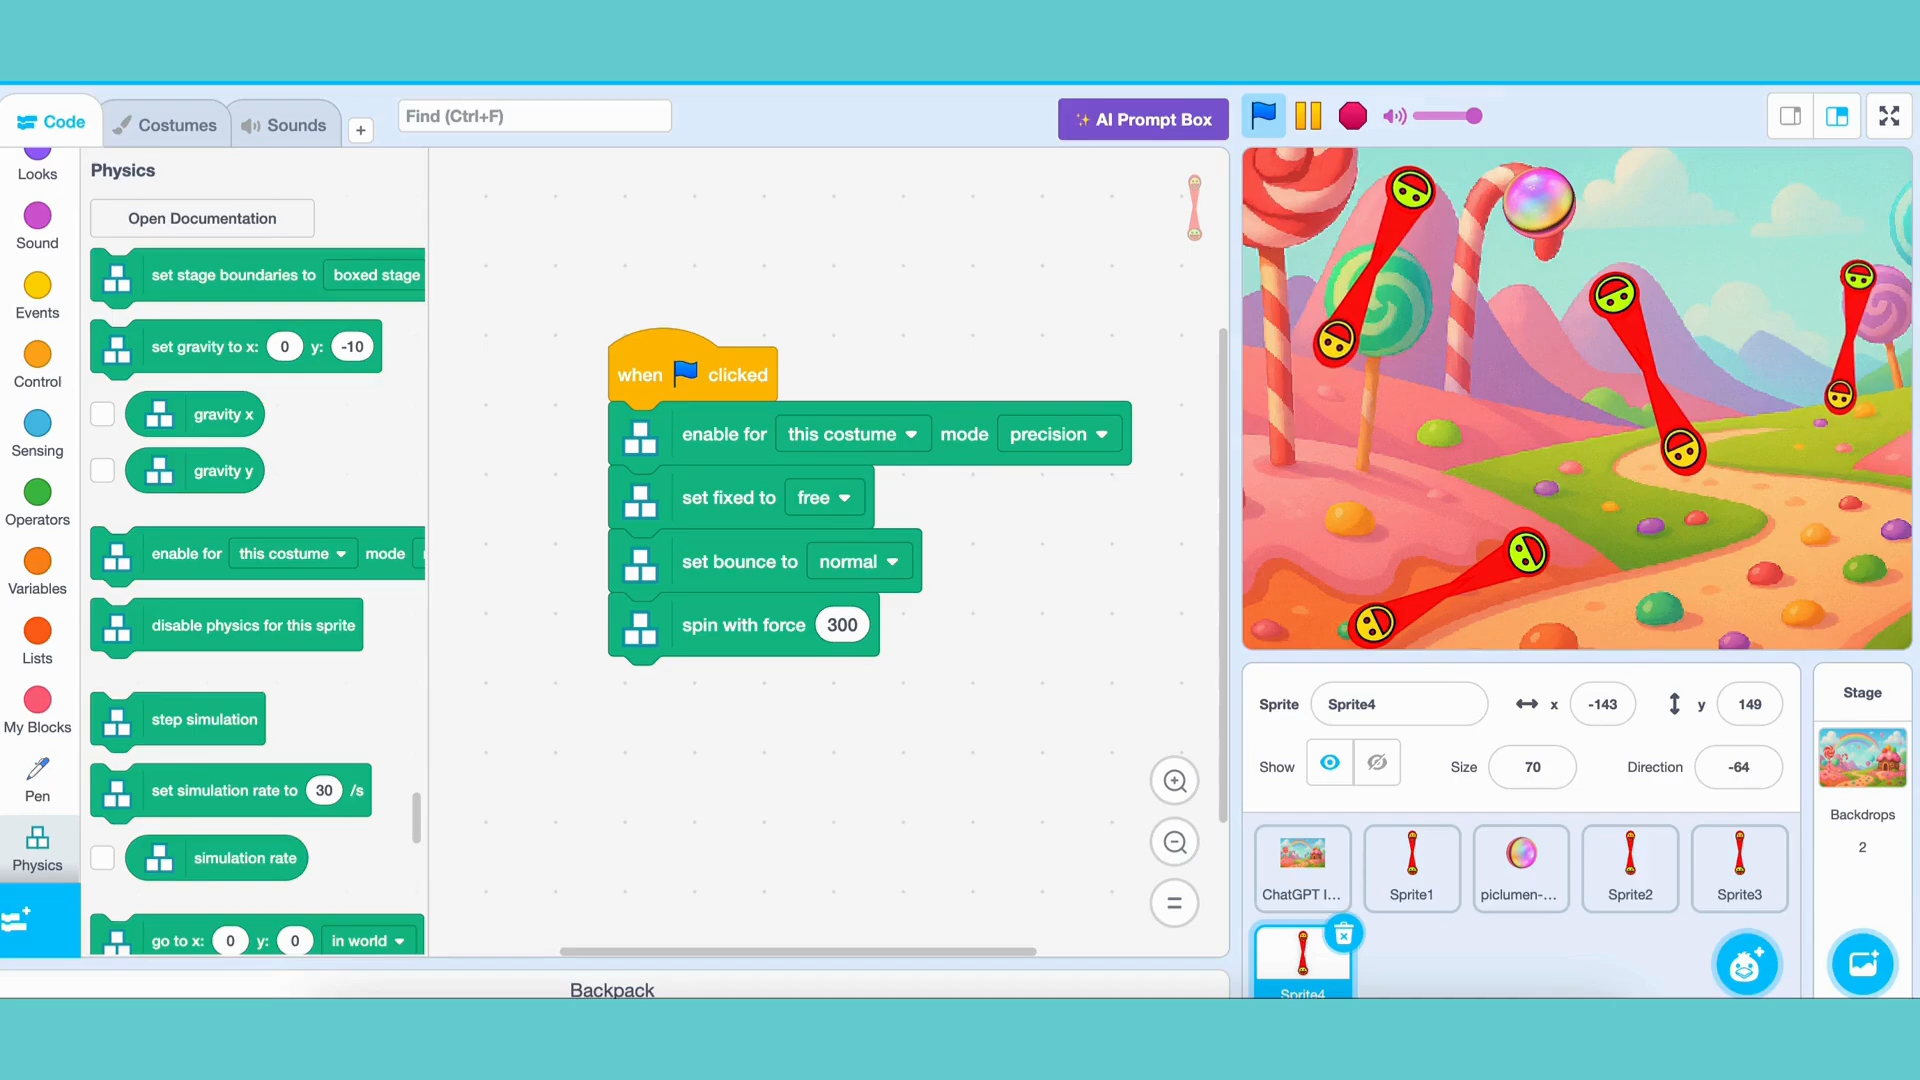 Code
Costumes
Sounds
+
Find (Ctrl+F)
AI Prompt Box
Looks
Sound
Events
Control
Sensing
Operators
Variables
Lists
My Blocks
Pen
Physics
Physics
Open Documentation
set stage boundaries to boxed stage
set gravity to x: 0 y: -10
gravity x
gravity y
enable for this costume mode
disable physics for this sprite
step simulation
set simulation rate to 30 /s
simulation rate
go to x: 0 y: 0 in world
when clicked
enable for this costume mode precision
set fixed to free
set bounce to normal
spin with force 300
Backpack
Sprite Sprite4 x -143 y 149
Show Size 70 Direction -64
ChatGPT I...
Sprite1
piclumen-...
Sprite2
Sprite3
Sprite4
Stage
Backdrops
2